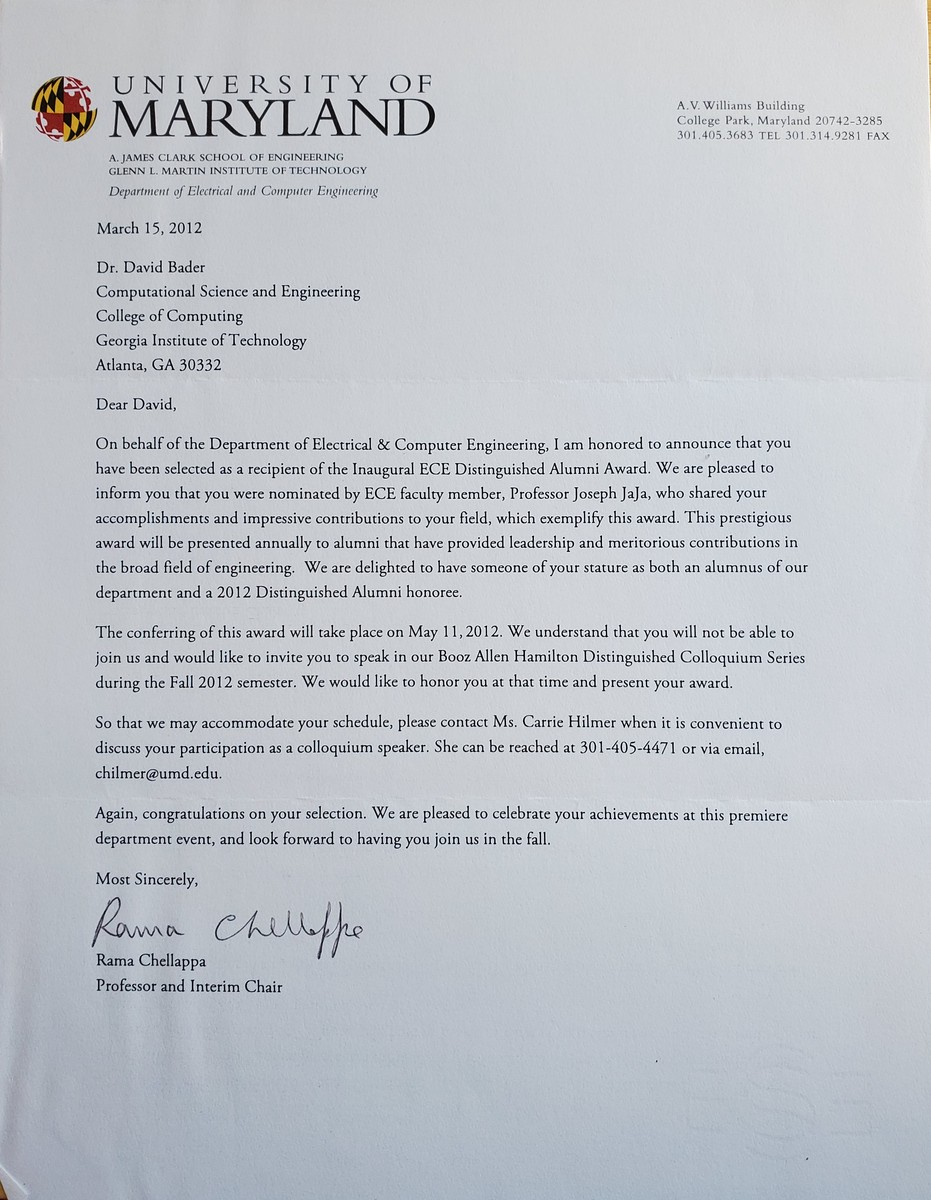 UNIVERSITY OF
MARYLAND
A. JAMES CLARK SCHOOL OF ENGINEERING
GLENN L. MARTIN INSTITUTE OF TECHNOLOGY
Department of Electrical and Computer Engineering
A.V. Williams Building
College Park, Maryland 20742-3285
301.405.3683 TEL 301.314.9281 FAX
March 15, 2012
Dr. David Bader
Computational Science and Engineering
College of Computing
Georgia Institute of Technology
Atlanta, GA 30332
Dear David,
On behalf of the Department of Electrical & Computer Engineering, I am honored to announce that you
have been selected as a recipient of the Inaugural ECE Distinguished Alumni Award. We are pleased to
inform you that you were nominated by ECE faculty member, Professor Joseph JaJa, who shared your
accomplishments and impressive contributions to your field, which exemplify this award. This prestigious
award will be presented annually to alumni that have provided leadership and meritorious contributions in
the broad field of engineering. We are delighted to have someone of your stature as both an alumnus of our
department and a 2012 Distinguished Alumni honoree.
The conferring of this award will take place on May 11, 2012. We understand that you will not be able to
join us and would like to invite you to speak in our Booz Allen Hamilton Distinguished Colloquium Series
during the Fall 2012 semester. We would like to honor you at that time and present your award.
So that we may accommodate your schedule, please contact Ms. Carrie Hilmer when it is convenient to
discuss your participation as a colloquium speaker. She can be reached at 301-405-4471 or via email,
chilmer@umd.edu.
Again, congratulations on your selection. We are pleased to celebrate your achievements at this premiere
department event, and look forward to having you join us in the fall.
Most Sincerely,
Rama Chellappa
Rama Chellappa
Professor and Interim Chair